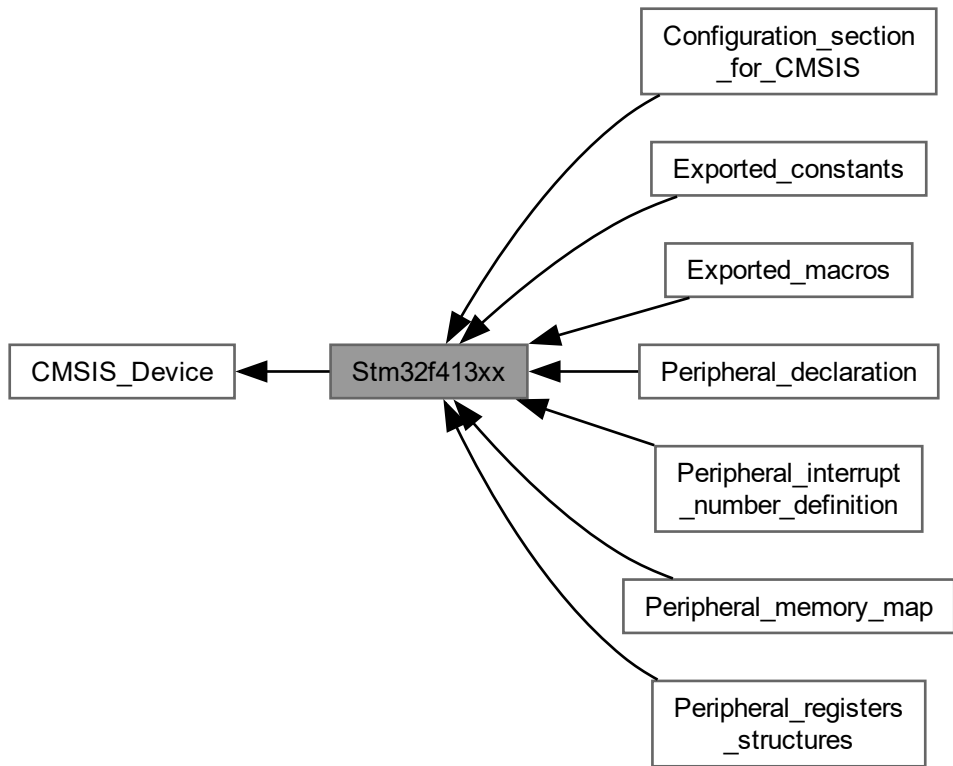 Configuration_section
_for_CMSIS
Exported_constants
Exported_macros
CMSIS_Device
Stm32f413xx
Peripheral_declaration
Peripheral_interrupt
_number_definition
Peripheral_memory_map
Peripheral_registers
_structures